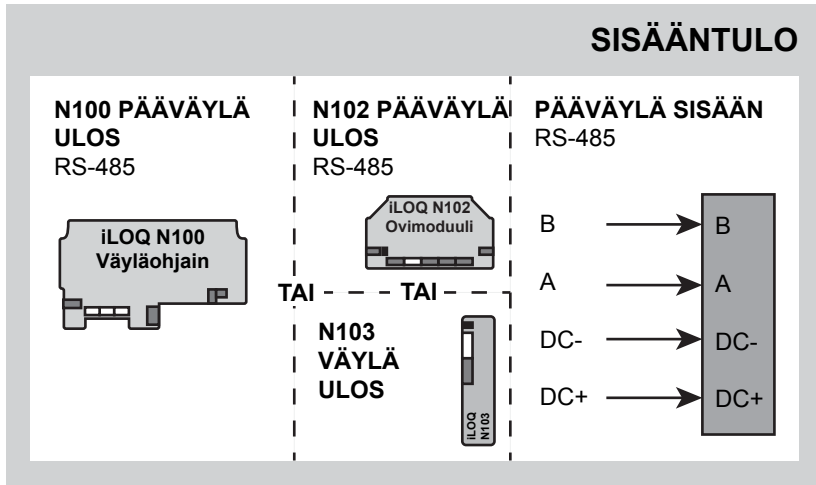 SISÄÄNTULO
N100 PÄÄVÄYLÄ
ULOS
RS-485
iLOQ N100
Väyläohjain
TAI
N102 PÄÄVÄYLÄ
ULOS
RS-485
iLOQ N102
Ovimoduuli
TAI
N103
VÄYLÄ
ULOS
iLOQ
N103
PÄÄVÄYLÄ SISÄÄN
RS-485
B B
A A
DC- DC-
DC+ DC+